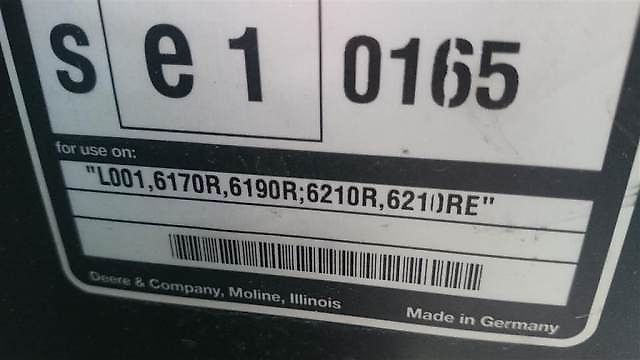 S e 1 0165
for use on:
"L001,6170R,6190R;6210R,6210RE"
Deere & Company, Moline, Illinois
Made in Germany